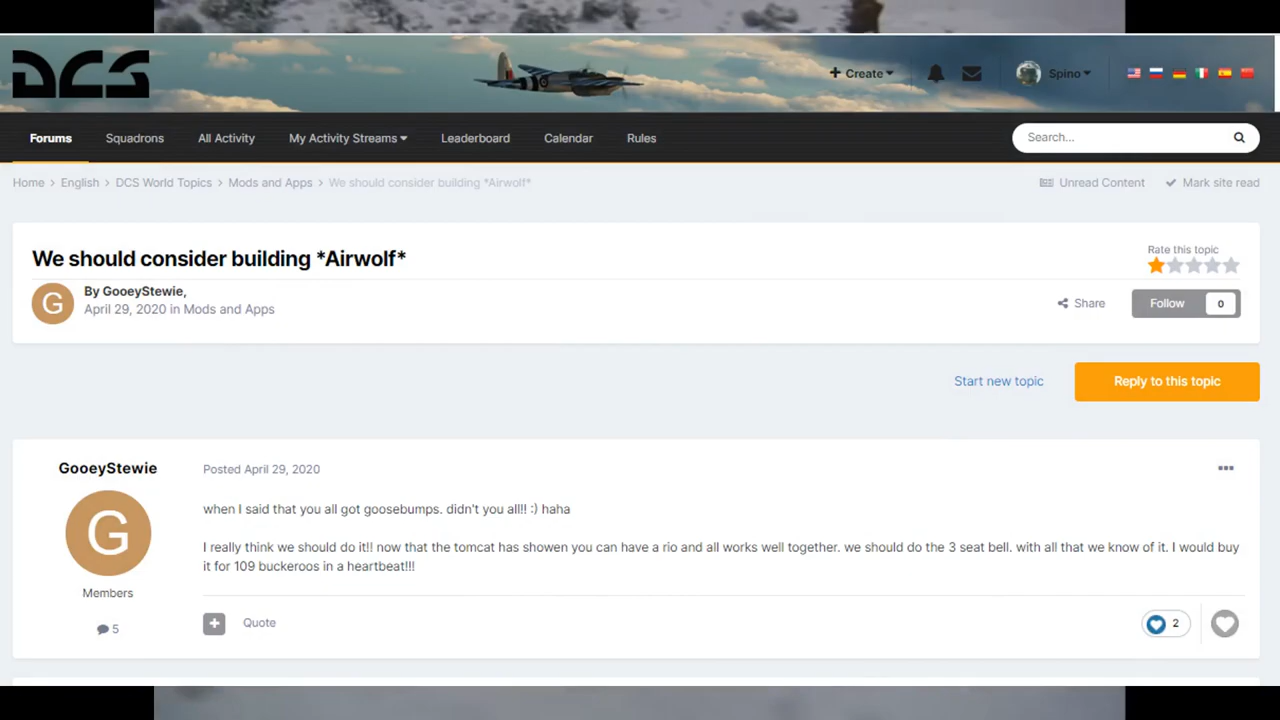 DCS
Create
Spino
Forums
Squadrons
All Activity
My Activity Streams
Leaderboard
Calendar
Rules
Search...
Home > English > DCS World Topics > Mods and Apps > We should consider building *Airwolf*
Unread Content
Mark site read
We should consider building *Airwolf*
Rate this topic
G
By GooeyStewie,
April 29, 2020 in Mods and Apps
Share
Follow
0
Start new topic
Reply to this topic
GooeyStewie
Posted April 29, 2020
G
when I said that you all got goosebumps. didn't you all!! :) haha
I really think we should do it!! now that the tomcat has showen you can have a rio and all works well together. we should do the 3 seat bell. with all that we know of it. I would buy
it for 109 buckeroos in a heartbeat!!!
Members
5
Quote
2